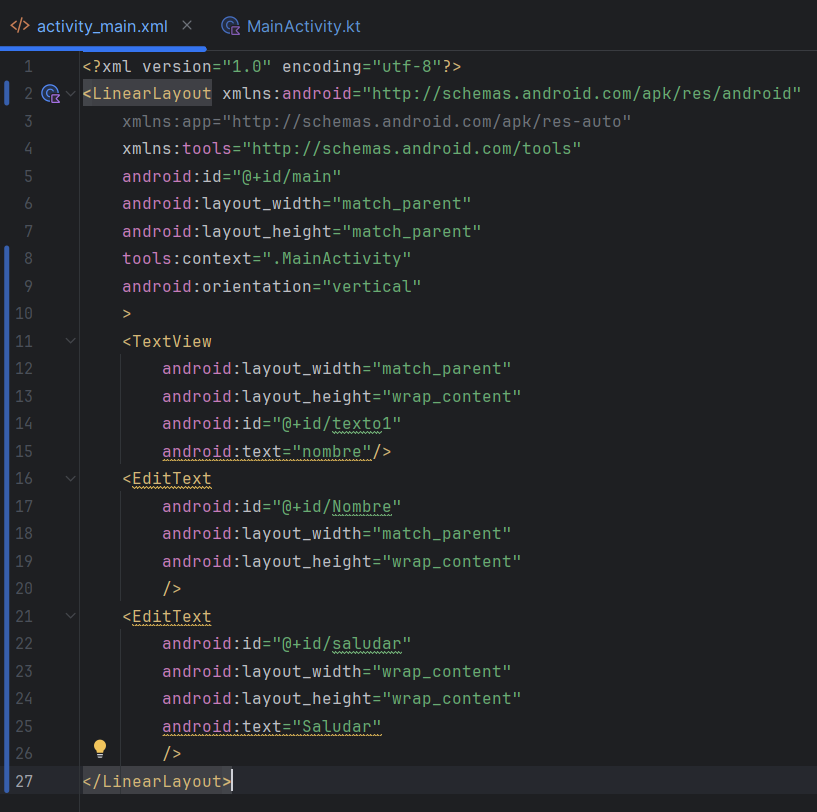 </> activity_main.xml × MainActivity.kt
1 <?xml version="1.0" encoding="utf-8"?>
2 <LinearLayout xmlns:android="http://schemas.android.com/apk/res/android"
3 xmlns:app="http://schemas.android.com/apk/res-auto"
4 xmlns:tools="http://schemas.android.com/tools"
5 android:id="@+id/main"
6 android:layout_width="match_parent"
7 android:layout_height="match_parent"
8 tools:context=".MainActivity"
9 android:orientation="vertical"
10 >
11 <TextView
12 android:layout_width="match_parent"
13 android:layout_height="wrap_content"
14 android:id="@+id/texto1"
15 android:text="nombre"/>
16 <EditText
17 android:id="@+id/Nombre"
18 android:layout_width="match_parent"
19 android:layout_height="wrap_content"
20 />
21 <EditText
22 android:id="@+id/saludar"
23 android:layout_width="wrap_content"
24 android:layout_height="wrap_content"
25 android:text="Saludar"
26 />
27 </LinearLayout>